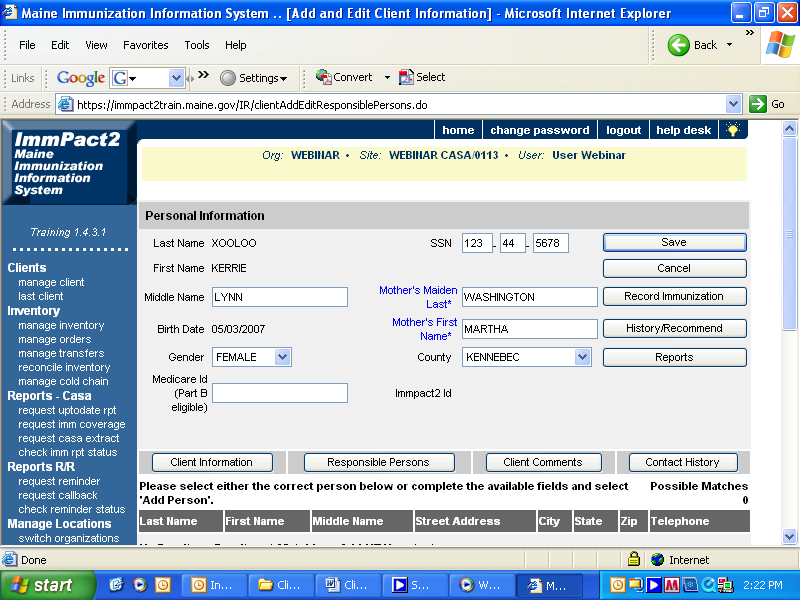 Maine Immunization Information System .. [Add and Edit Client Information] - Microsoft Internet Explorer
File Edit View Favorites Tools Help
Back
Links Google G Settings Convert Select
Address https://immpact2train.maine.gov/IR/clientAddEditResponsiblePersons.do Go
ImmPact2
Maine
Immunization
Information
System
home change password logout help desk
Org: WEBINAR • Site: WEBINAR CASA/0113 • User: User Webinar
Training 1.4.3.1
Clients
manage client
last client
Inventory
manage inventory
manage orders
manage transfers
reconcile inventory
manage cold chain
Reports - Casa
request uptodate rpt
request imm coverage
request casa extract
check imm rpt status
Reports R/R
request reminder
request callback
check reminder status
Manage Locations
switch organizations
Personal Information
Last Name XOOLOO SSN 123 - 44 - 5678 Save
First Name KERRIE Cancel
Middle Name LYNN Mother's Maiden Last* WASHINGTON Record Immunization
Birth Date 05/03/2007 Mother's First Name* MARTHA History/Recommend
Gender FEMALE County KENNEBEC Reports
Medicare Id
(Part B
eligible)
Immpact2 Id
Client Information Responsible Persons Client Comments Contact History
Please select either the correct person below or complete the available fields and select
'Add Person'.
Possible Matches
0
Last Name First Name Middle Name Street Address City State Zip Telephone
Done Internet
start In... Cli... Cli... S... W... M... 2:22 PM